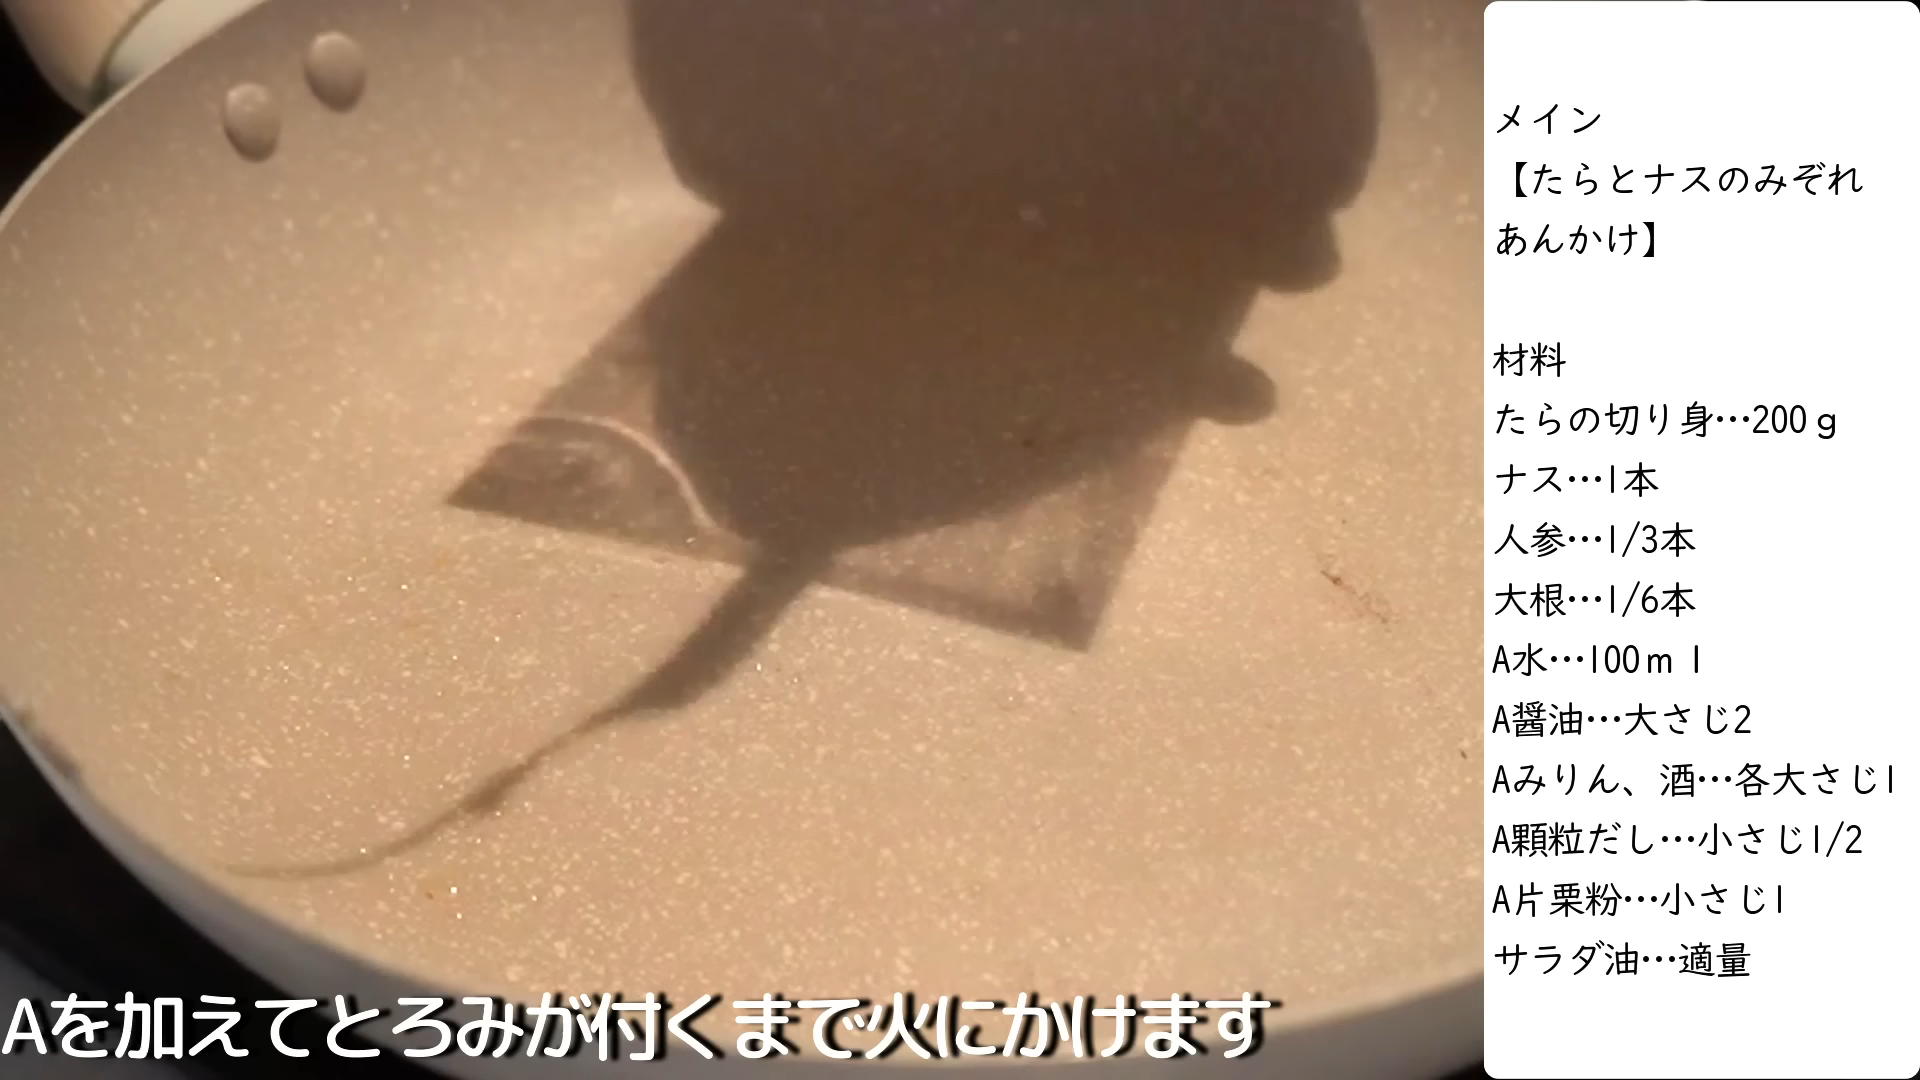 メイン
【たらとナスのみぞれ
あんかけ】
材料
たらの切り身…200ｇ
ナス…1本
人参…1/3本
大根…1/6本
A水…100ｍｌ
A醤油…大さじ2
Aみりん、酒…各大さじ1
A顆粒だし…小さじ1/2
A片栗粉…小さじ1
サラダ油…適量
Aを加えてとろみが付くまで火にかけます